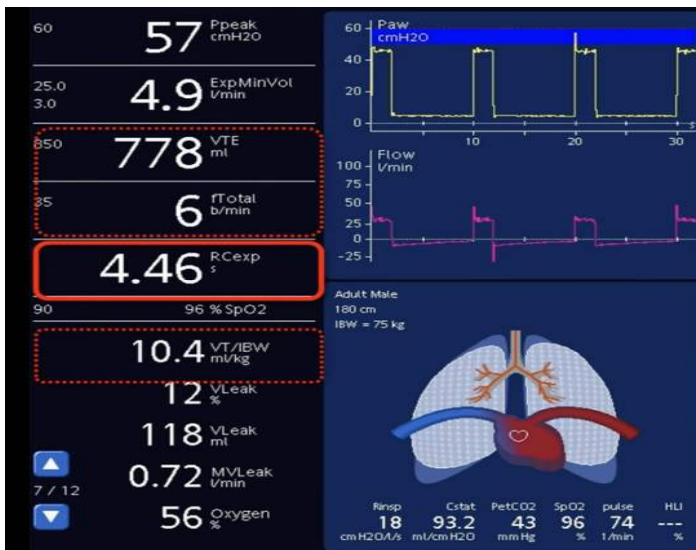 60 57 Ppeak cmH2O
25.0 3.0 4.9 ExpMinVol l/min
850 778 VTE ml
35 6 fTotal b/min
4.46 RCexp s
90 96 % SpO2
10.4 VT/IBW ml/kg
12 VLeak %
118 VLeak ml
7 / 12 0.72 MVLeak l/min
56 Oxygen %
60 Paw
cmH2O
40
20
0
10 20 30 s
Flow
100 l/min
75
50
25
0
-25
Adult Male
180 cm
IBW = 75 kg
Rinsp Cstat PetCO2 SpO2 pulse HLI
18 93.2 43 96 74 ---
cmH2O/l/s ml/cmH2O mmHg % 1/min %